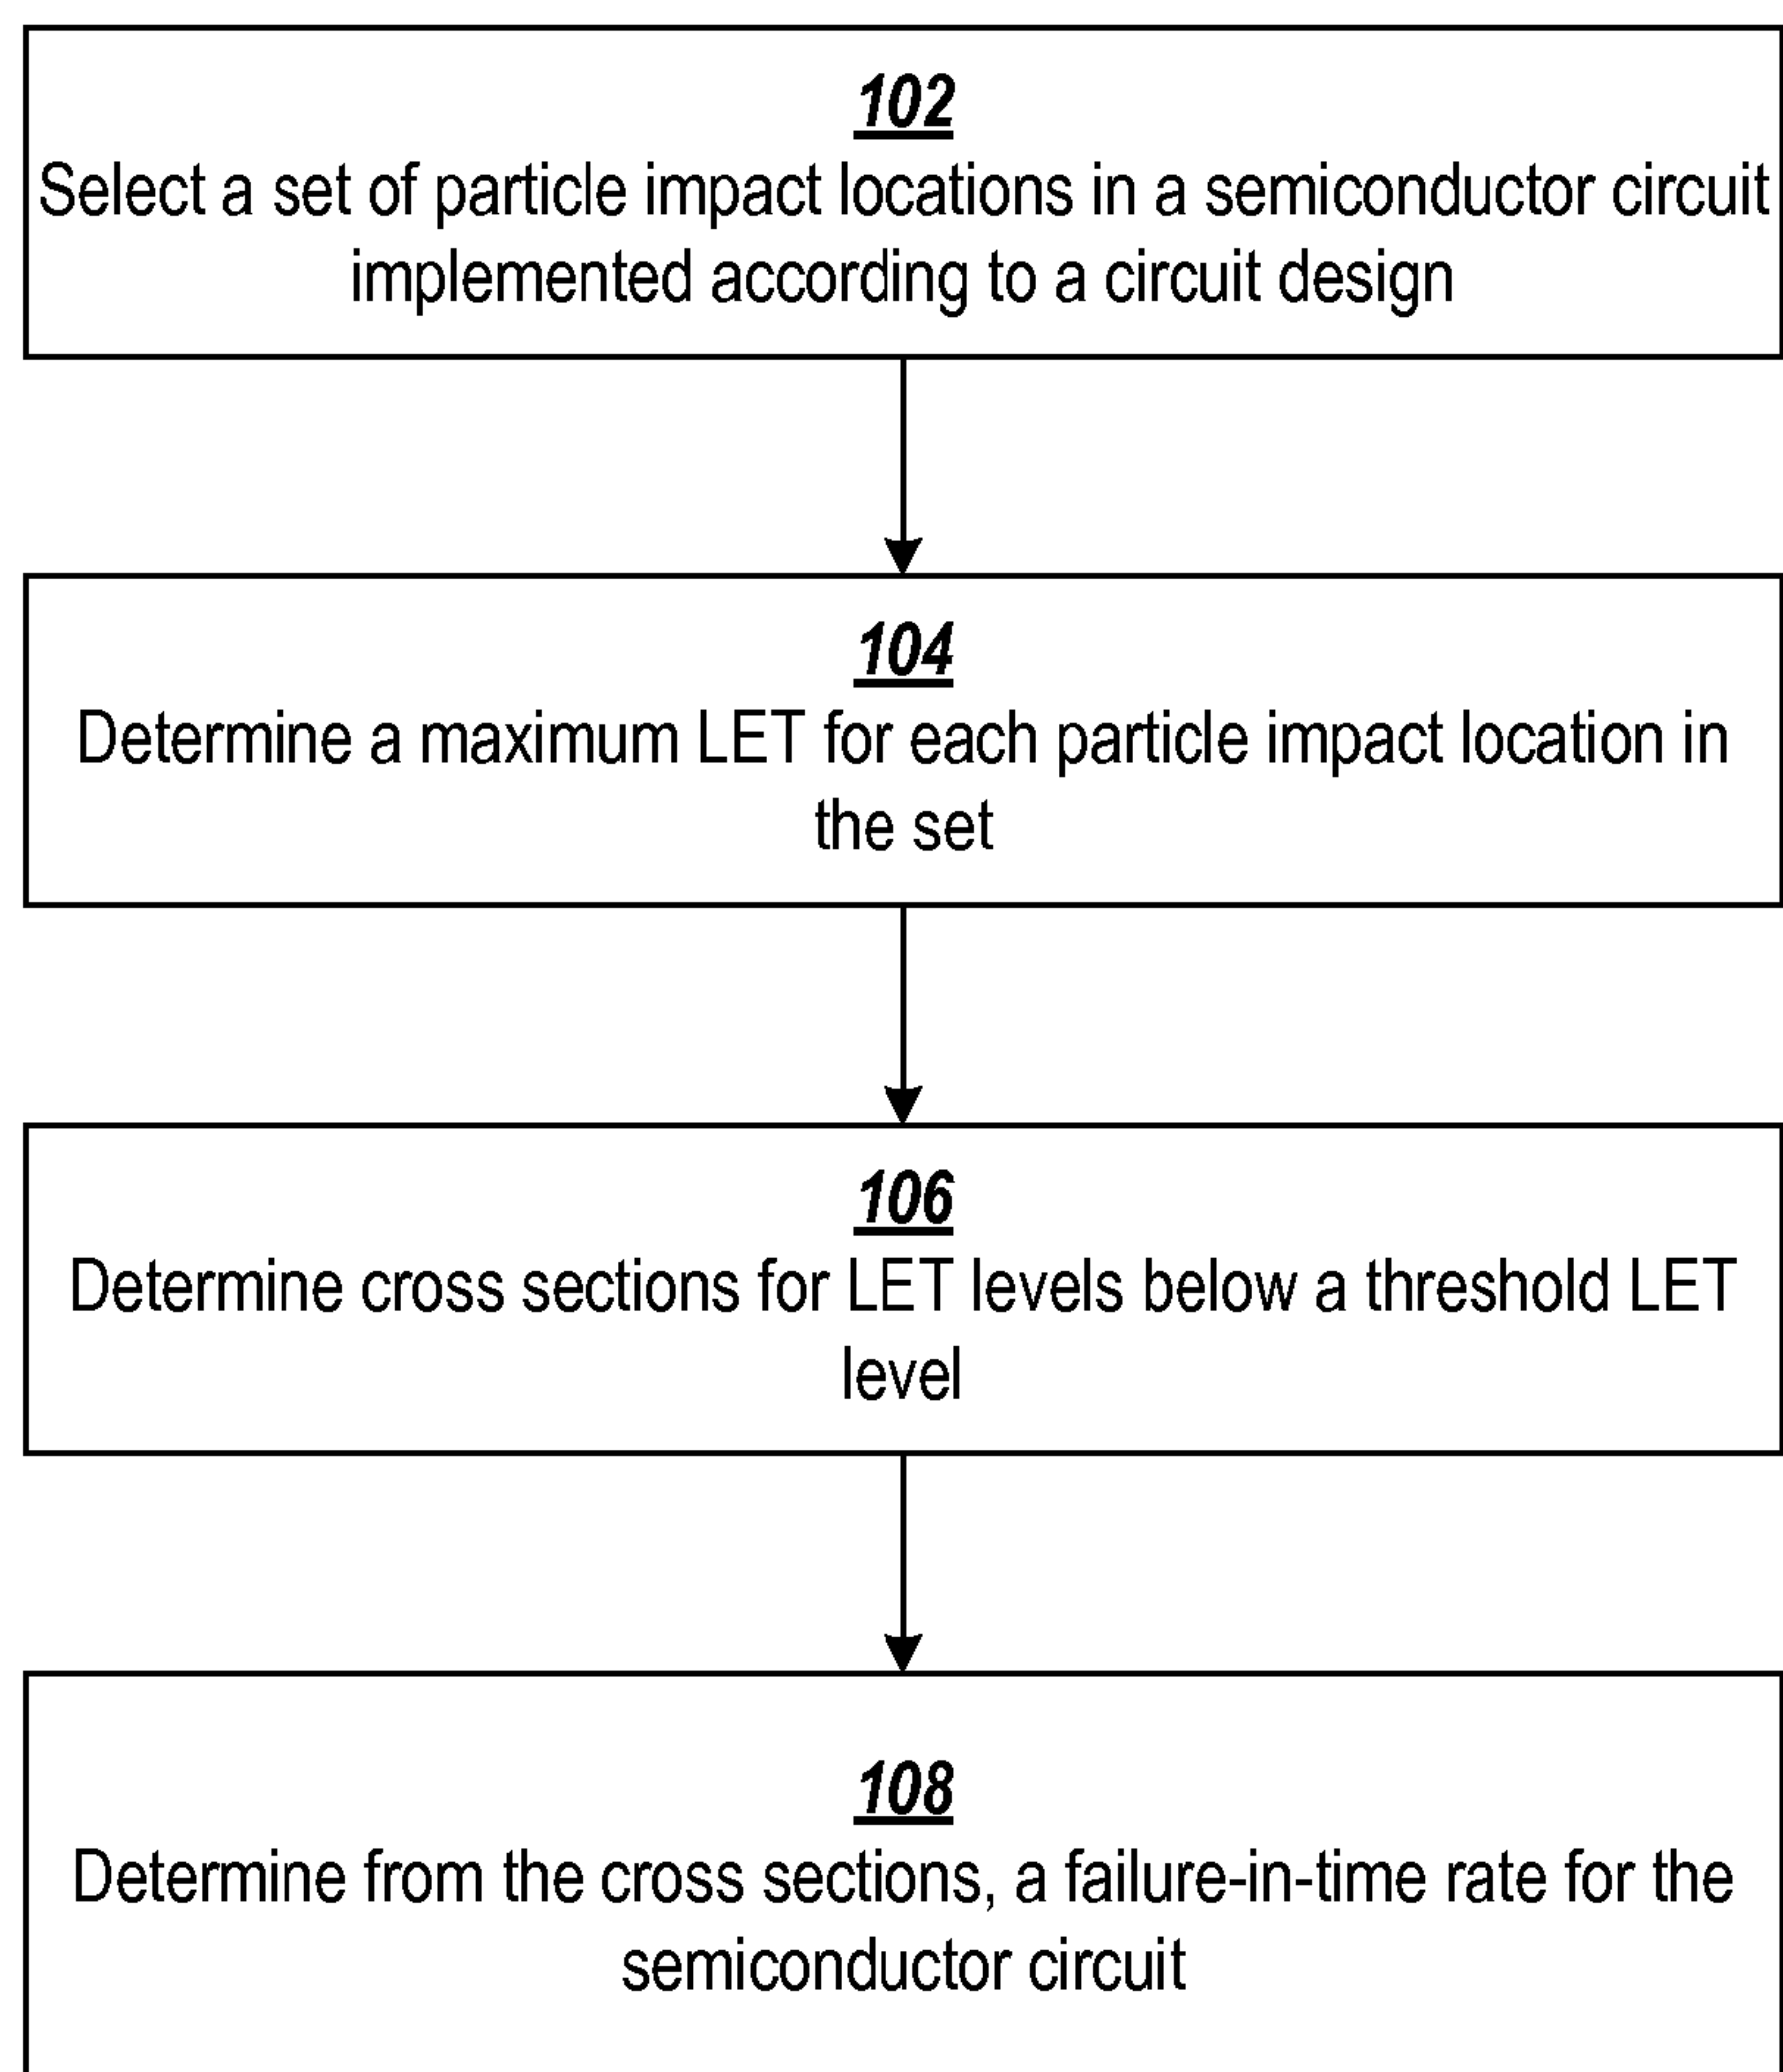 102
Select a set of particle impact locations in a semiconductor circuit
implemented according to a circuit design
104
Determine a maximum LET for each particle impact location in
the set
106
Determine cross sections for LET levels below a threshold LET
level
108
Determine from the cross sections, a failure-in-time rate for the
semiconductor circuit